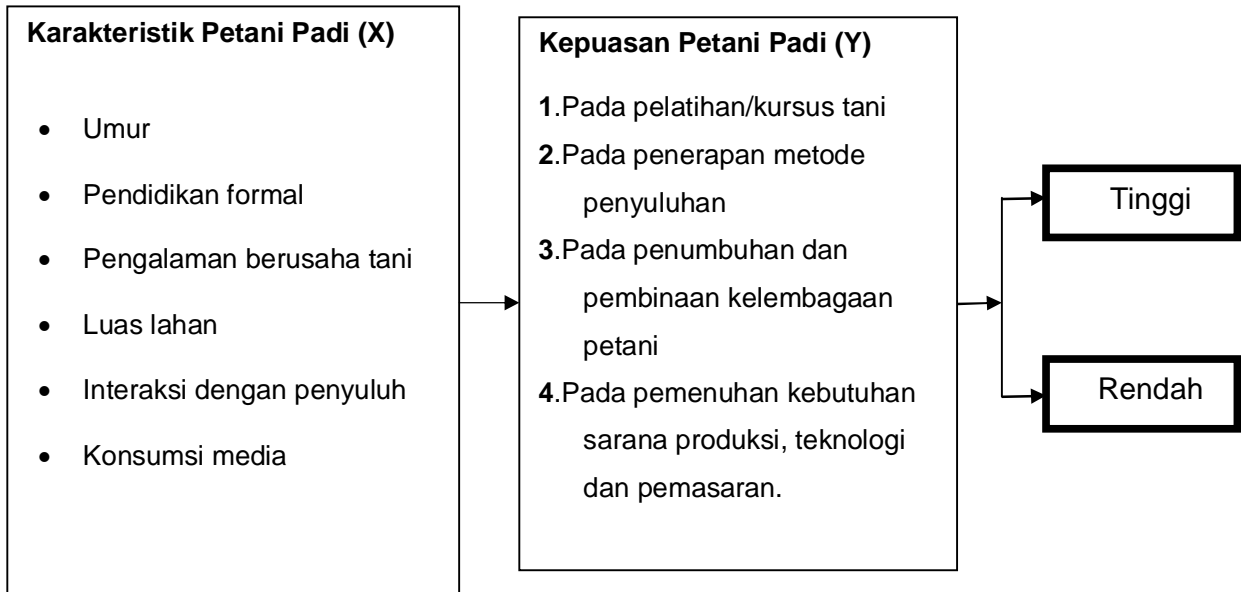 Karakteristik Petani Padi (X)
• Umur
• Pendidikan formal
• Pengalaman berusaha tani
• Luas lahan
• Interaksi dengan penyuluh
• Konsumsi media
Kepuasan Petani Padi (Y)
1.Pada pelatihan/kursus tani
2.Pada penerapan metode
penyuluhan
3.Pada penumbuhan dan
pembinaan kelembagaan
petani
4.Pada pemenuhan kebutuhan
sarana produksi, teknologi
dan pemasaran.
Tinggi
Rendah